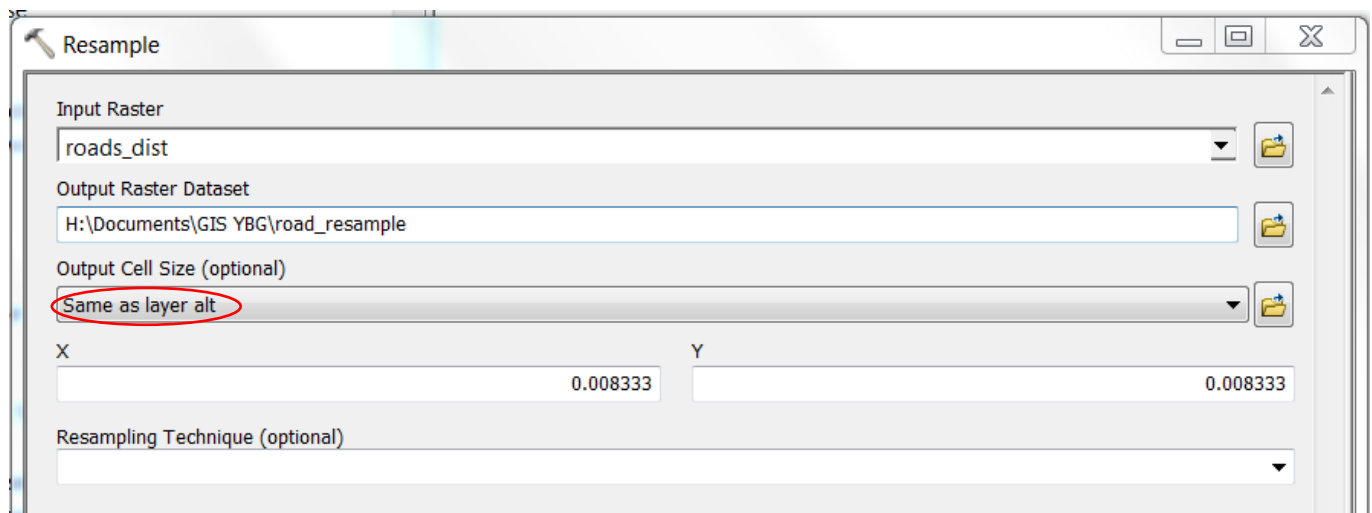 Resample
Input Raster
roads_dist
Output Raster Dataset
H:\Documents\GIS YBG\road_resample
Output Cell Size (optional)
Same as layer alt
X Y
0.008333 0.008333
Resampling Technique (optional)